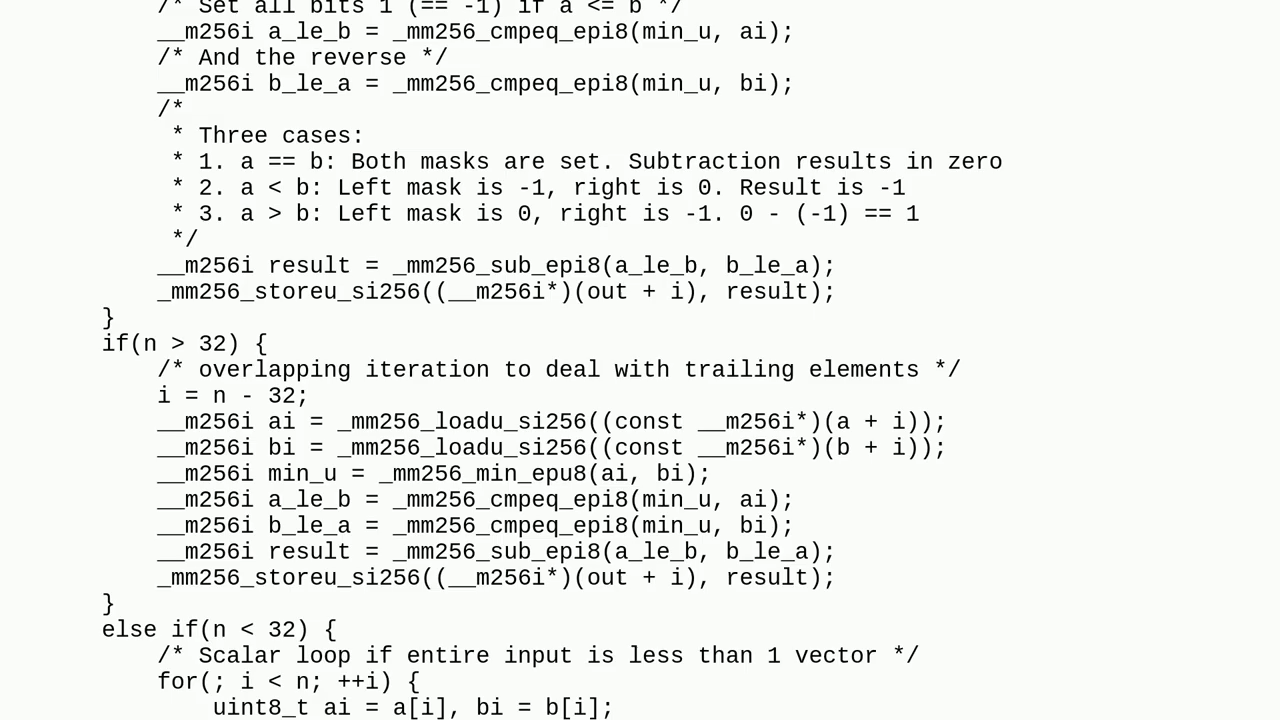 /* Set all bits 1 (== -1) if a <= b */
__m256i a_le_b = _mm256_cmpeq_epi8(min_u, ai);
/* And the reverse */
__m256i b_le_a = _mm256_cmpeq_epi8(min_u, bi);
/*
* Three cases:
* 1. a == b: Both masks are set. Subtraction results in zero
* 2. a < b: Left mask is -1, right is 0. Result is -1
* 3. a > b: Left mask is 0, right is -1. 0 - (-1) == 1
*/
__m256i result = _mm256_sub_epi8(a_le_b, b_le_a);
_mm256_storeu_si256((__m256i*)(out + i), result);
}
if(n > 32) {
/* overlapping iteration to deal with trailing elements */
i = n - 32;
__m256i ai = _mm256_loadu_si256((const __m256i*)(a + i));
__m256i bi = _mm256_loadu_si256((const __m256i*)(b + i));
__m256i min_u = _mm256_min_epu8(ai, bi);
__m256i a_le_b = _mm256_cmpeq_epi8(min_u, ai);
__m256i b_le_a = _mm256_cmpeq_epi8(min_u, bi);
__m256i result = _mm256_sub_epi8(a_le_b, b_le_a);
_mm256_storeu_si256((__m256i*)(out + i), result);
}
else if(n < 32) {
/* Scalar loop if entire input is less than 1 vector */
for(; i < n; ++i) {
uint8_t ai = a[i], bi = b[i];